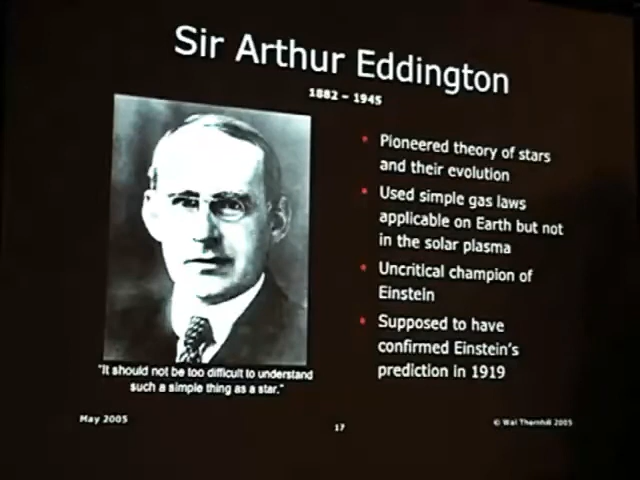 Sir Arthur Eddington
1882 – 1945
• Pioneered theory of stars
and their evolution
• Used simple gas laws
applicable on Earth but not
in the solar plasma
• Uncritical champion of
Einstein
• Supposed to have
confirmed Einstein's
prediction in 1919
"It should not be too difficult to understand
such a simple thing as a star."
May 2005
17
© Wal Thornhill 2005